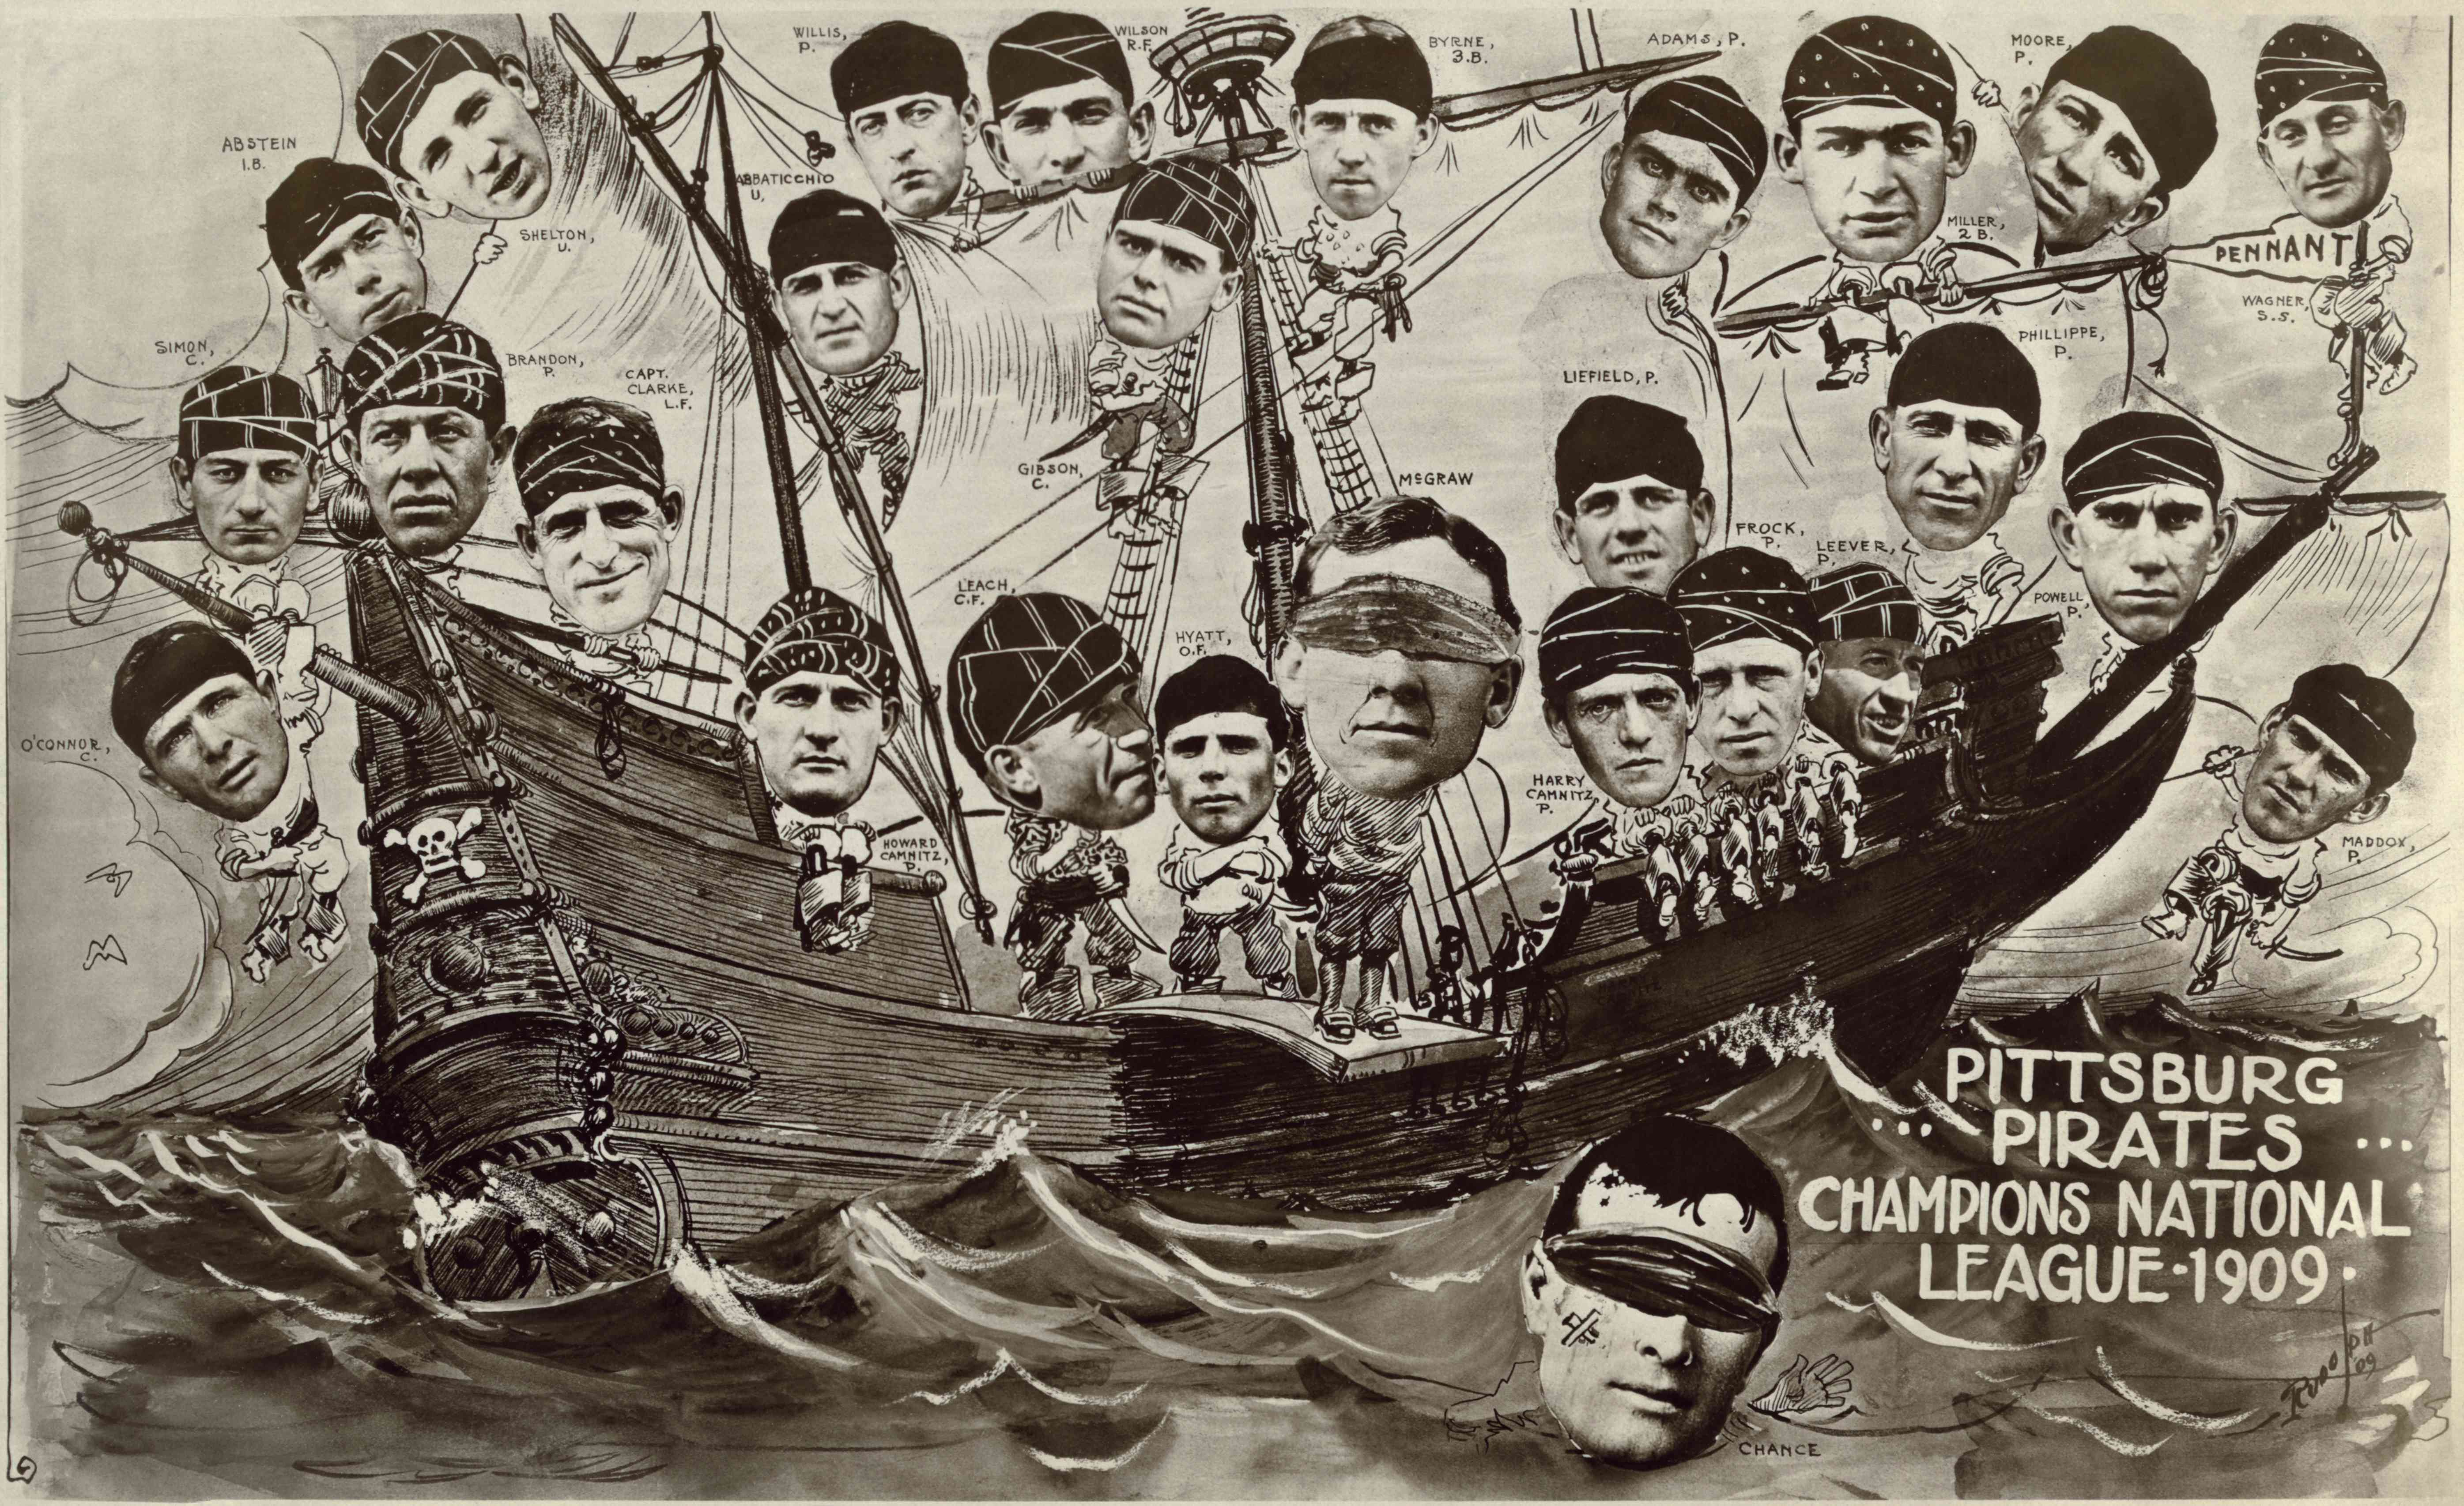 WILLIS,
P.
WILSON
R.F.
BYRNE,
3.B.
ADAMS, P.
MOORE,
P.
ABSTEIN
1.B.
SHELTON,
U.
ABBATICCHIO
U,
MILLER,
2 B.
PENNANT
WAGNER,
S.S.
SIMON,
C.
BRANDON,
P.
CAPT.
CLARKE,
L.F.
GIBSON,
C.
McGRAW
LIEFIELD, P.
PHILLIPPE,
P.
FROCK,
P.
LEEVER,
P.
POWELL,
P.
O'CONNOR,
C.
HOWARD
CAMNITZ,
P.
LEACH,
C.F.
HYATT,
O.F.
HARRY
CAMNITZ,
P.
MADDOX,
P.
PITTSBURG
... PIRATES ...
CHAMPIONS NATIONAL
LEAGUE·1909·
RUDOLPH
'09
CHANCE